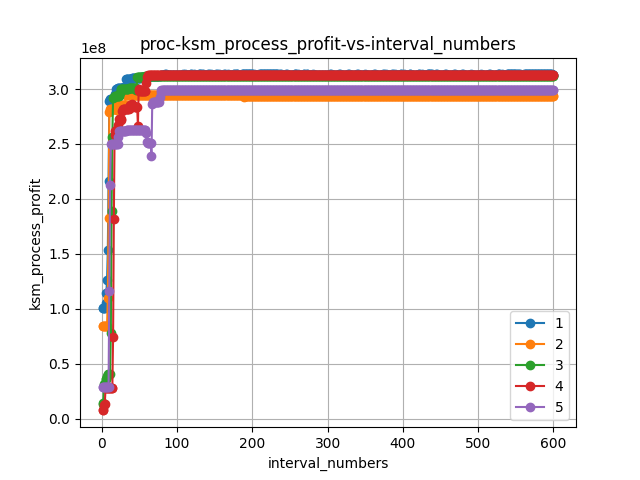 proc-ksm_process_profit-vs-interval_numbers
1e8
3.0
2.5
2.0
1.5
1.0
0.5
0.0
ksm_process_profit
0 100 200 300 400 500 600
interval_numbers
1
2
3
4
5